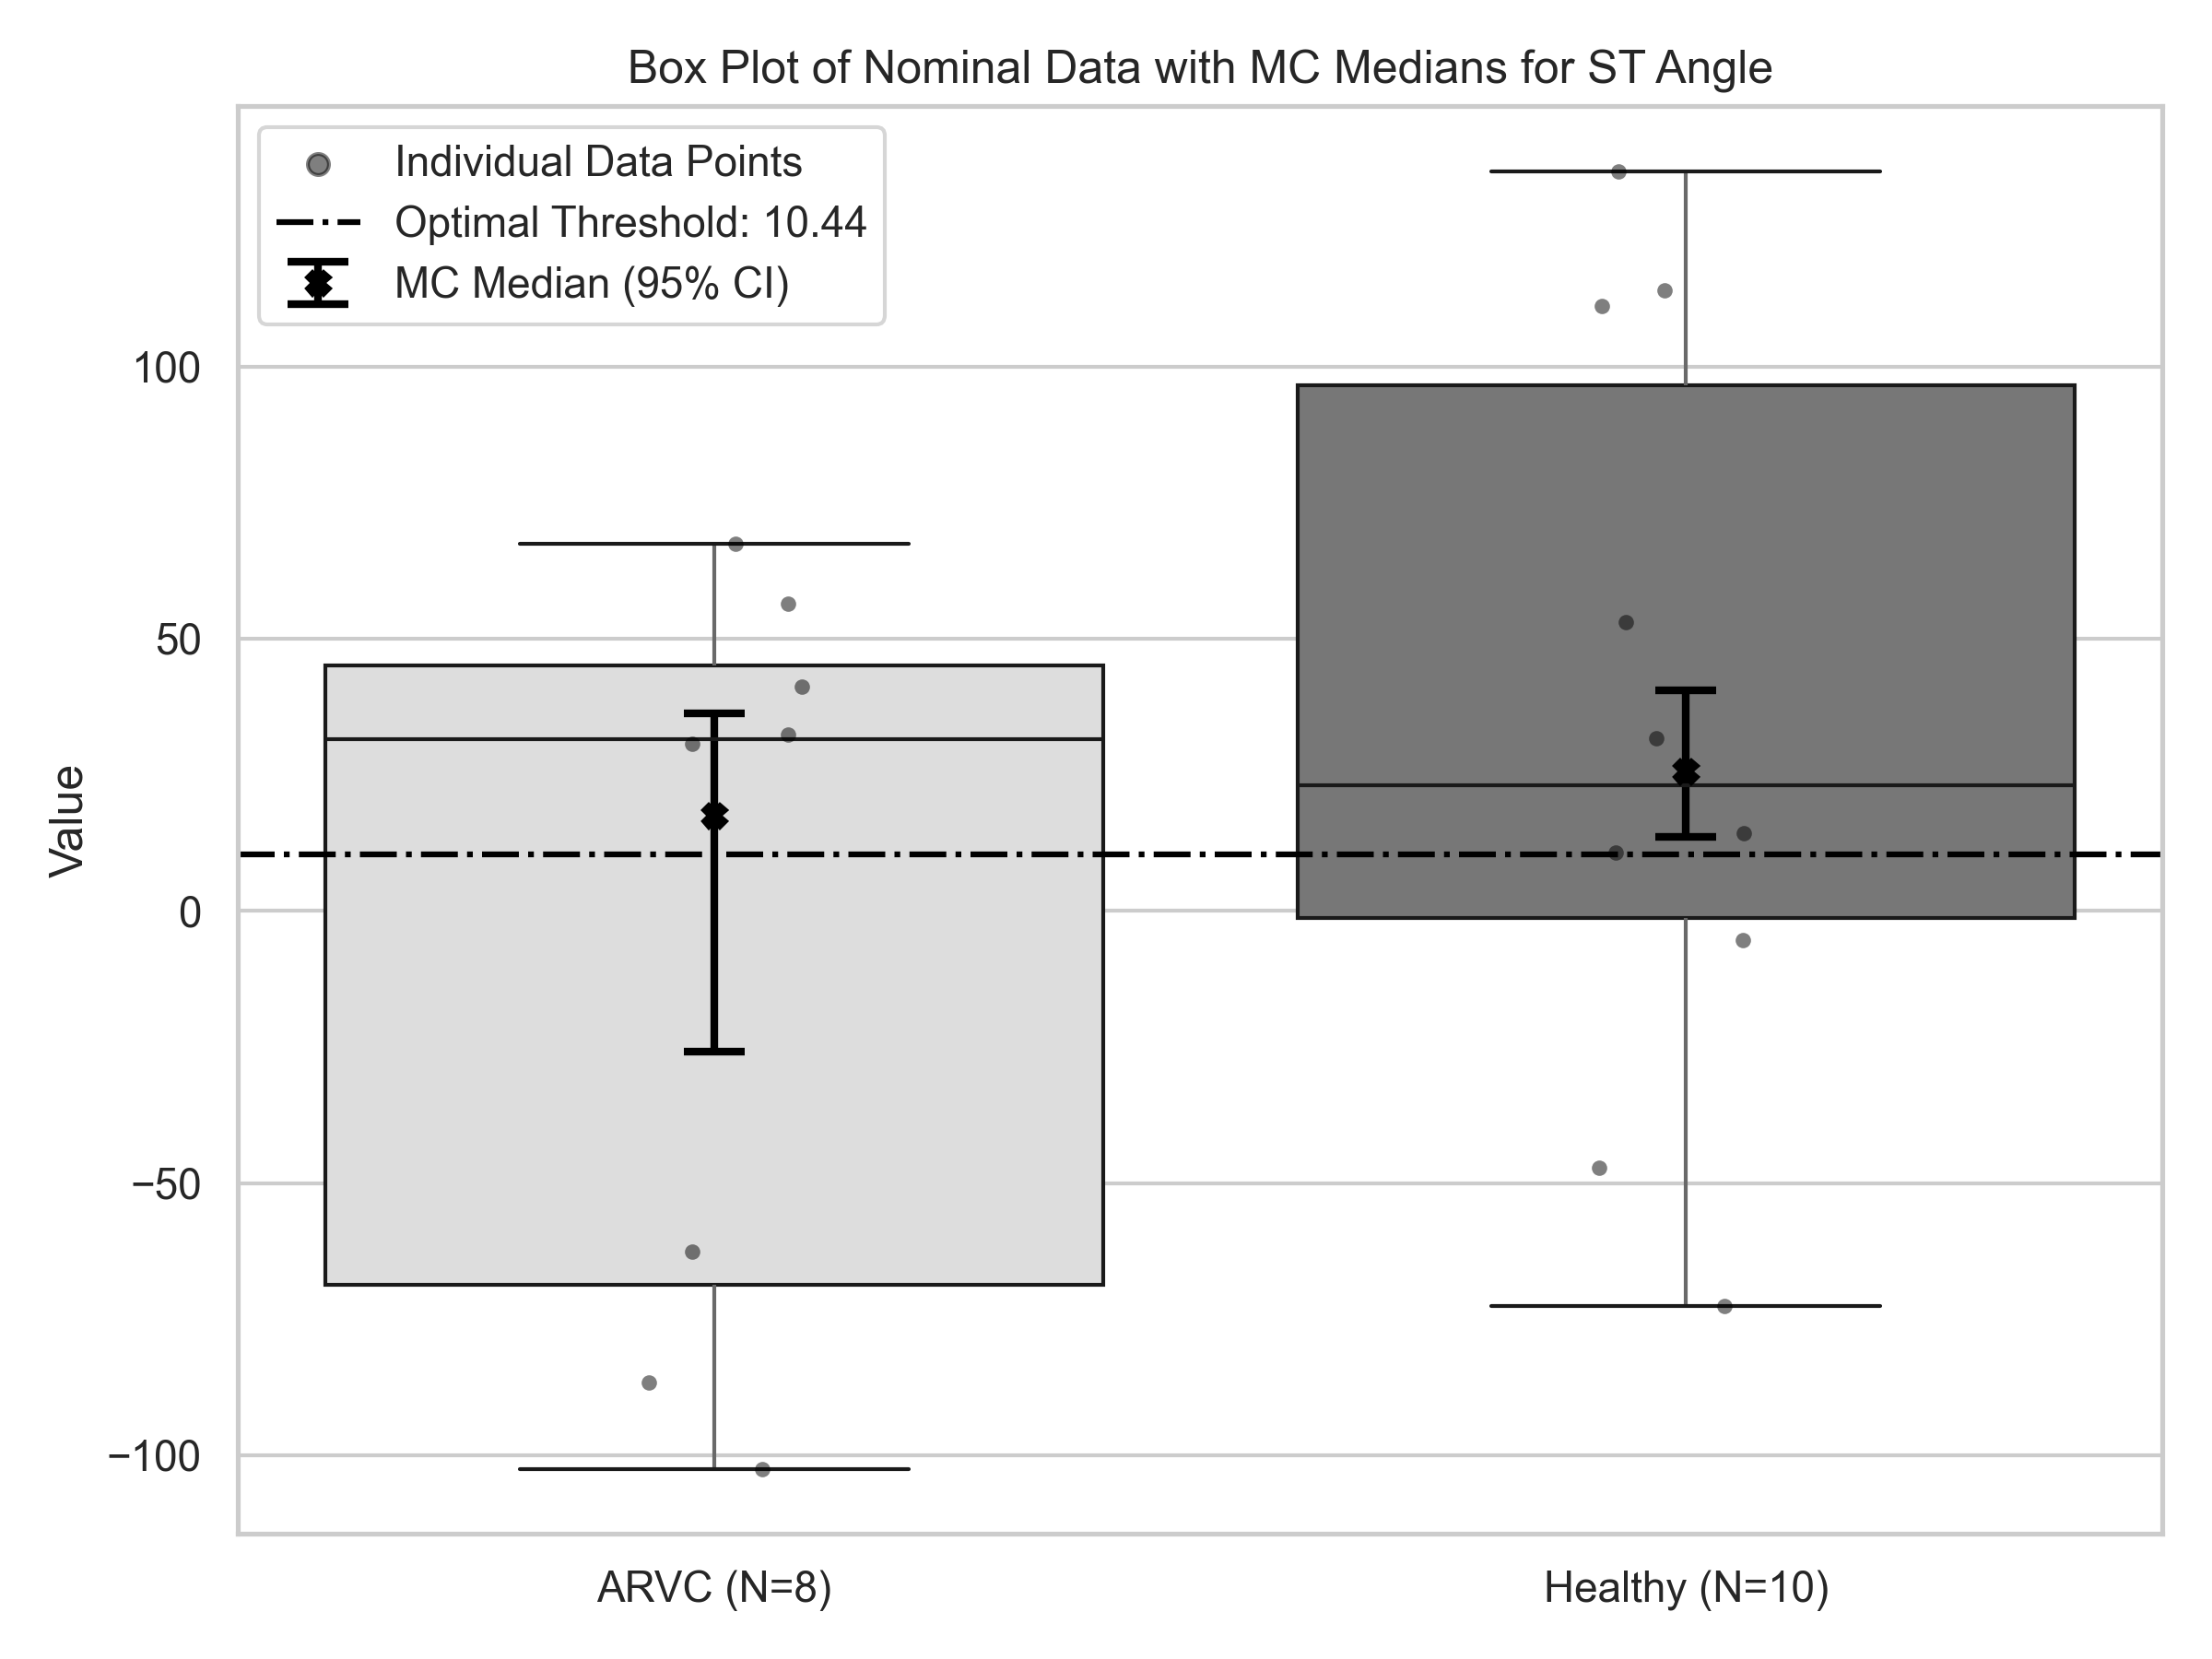 Box Plot of Nominal Data with MC Medians for ST Angle
Individual Data Points
Optimal Threshold: 10.44
MC Median (95% CI)
100
50
0
−50
−100
Value
ARVC (N=8)
Healthy (N=10)